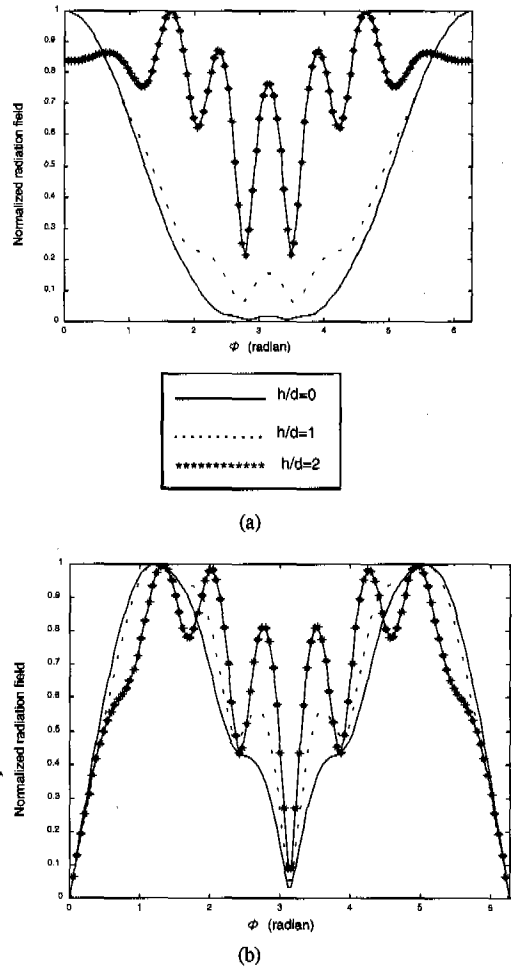 Normalized radiation field
1
0.9
0.8
0.7
0.6
0.5
0.4
0.3
0.2
0.1
0
0 1 2 3 4 5 6
Φ (radian)
h/d=0
h/d=1
h/d=2
(a)
Normalized radiation field
1
0.9
0.8
0.7
0.6
0.5
0.4
0.3
0.2
0.1
0
0 1 2 3 4 5 6
Φ (radian)
(b)